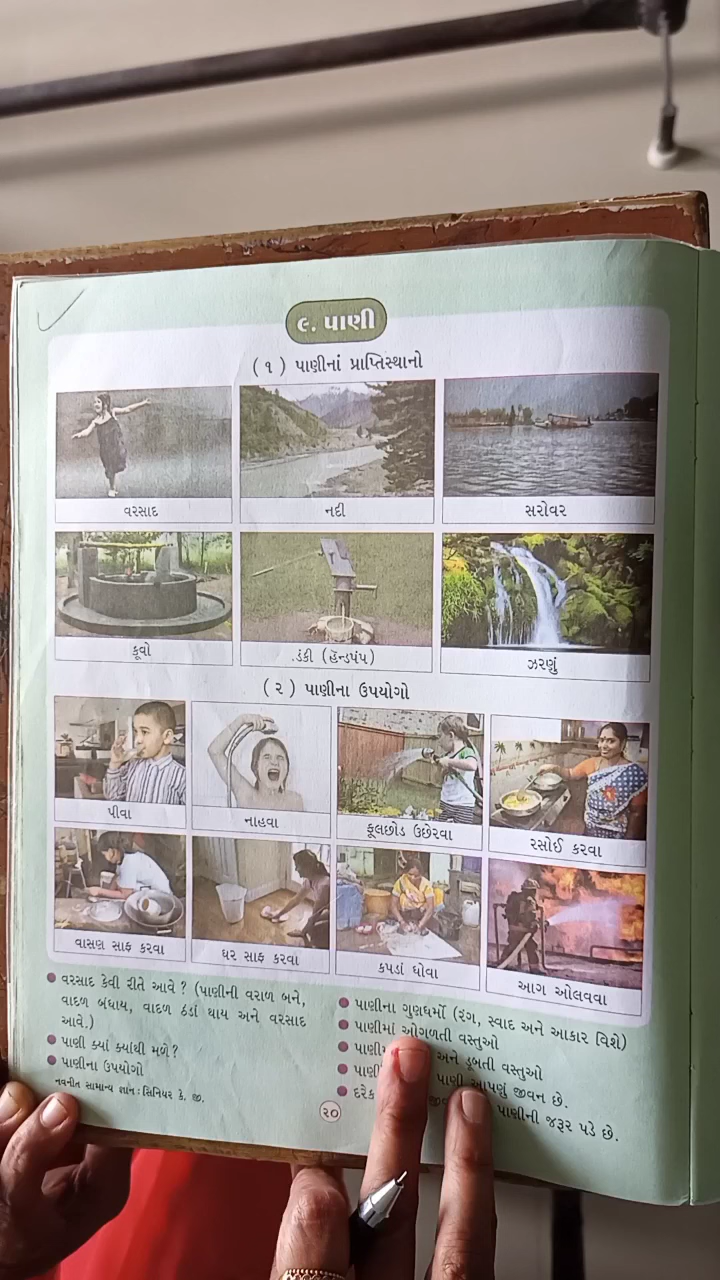 ૯. પાણી
(૧) પાણીનાં પ્રાપ્તિસ્થાનો
વરસાદ
નદી
સરોવર
કૂવો
ડંકી (હૅન્ડપંપ)
ઝરણું
(૨) પાણીના ઉપયોગો
પીવા
નાહવા
ફૂલછોડ ઉછેરવા
રસોઈ કરવા
વાસણ સાફ કરવા
ઘર સાફ કરવા
કપડાં ધોવા
આગ ઓલવવા
વરસાદ કેવી રીતે આવે ? (પાણીની વરાળ બને,
વાદળ બંધાય, વાદળ ઠંડાં થાય અને વરસાદ
આવે.)
પાણી ક્યાં ક્યાંથી મળે ?
પાણીના ઉપયોગો
પાણીના ગુણધર્મો (રંગ, સ્વાદ અને આકાર વિશે)
પાણીમાં ઓગળતી વસ્તુઓ
અને ડૂબતી વસ્તુઓ
પાણી આપણું જીવન છે.
દરેક પાણીની જરૂર પડે છે.
નવનીત સામાન્ય જ્ઞાન : સિનિયર કે. જી.
૨૦